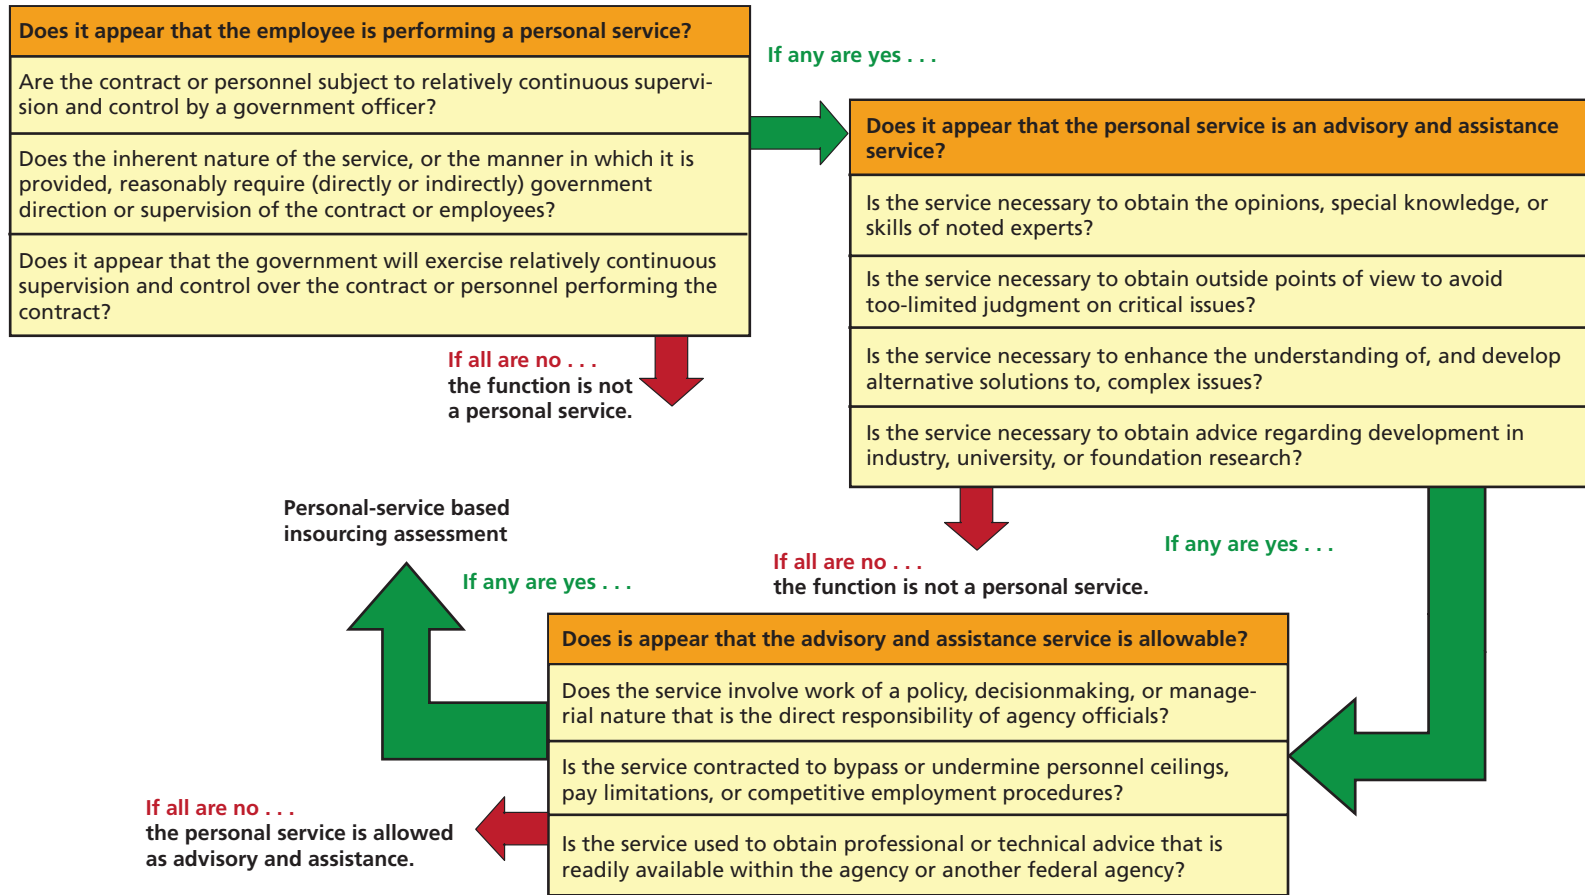 Does it appear that the employee is performing a personal service?
Are the contract or personnel subject to relatively continuous supervi-
sion and control by a government officer?
Does the inherent nature of the service, or the manner in which it is
provided, reasonably require (directly or indirectly) government
direction or supervision of the contract or employees?
Does it appear that the government will exercise relatively continuous
supervision and control over the contract or personnel performing the
contract?
If any are yes . . .
If all are no . . .
the function is not
a personal service.
Does it appear that the personal service is an advisory and assistance
service?
Is the service necessary to obtain the opinions, special knowledge, or
skills of noted experts?
Is the service necessary to obtain outside points of view to avoid
too-limited judgment on critical issues?
Is the service necessary to enhance the understanding of, and develop
alternative solutions to, complex issues?
Is the service necessary to obtain advice regarding development in
industry, university, or foundation research?
If all are no . . .
the function is not a personal service.
If any are yes . . .
Does is appear that the advisory and assistance service is allowable?
Does the service involve work of a policy, decisionmaking, or manage-
rial nature that is the direct responsibility of agency officials?
Is the service contracted to bypass or undermine personnel ceilings,
pay limitations, or competitive employment procedures?
Is the service used to obtain professional or technical advice that is
readily available within the agency or another federal agency?
If any are yes . . .
Personal-service based
insourcing assessment
If all are no . . .
the personal service is allowed
as advisory and assistance.